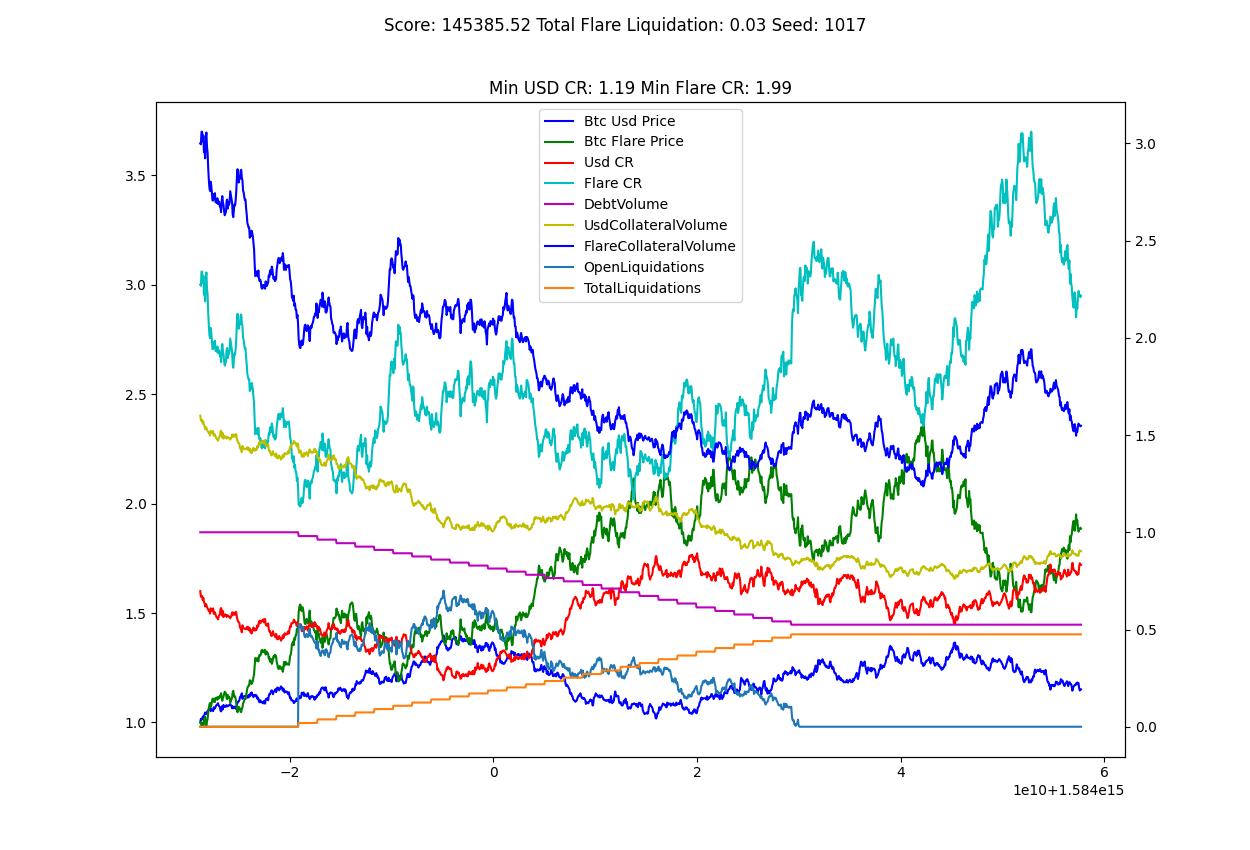 Score: 145385.52 Total Flare Liquidation: 0.03 Seed: 1017
Min USD CR: 1.19 Min Flare CR: 1.99
Btc Usd Price
Btc Flare Price
Usd CR
Flare CR
DebtVolume
UsdCollateralVolume
FlareCollateralVolume
OpenLiquidations
TotalLiquidations
3.5
3.0
2.5
2.0
1.5
1.0
3.0
2.5
2.0
1.5
1.0
0.5
0.0
−2
0
2
4
6
1e10+1.584e15